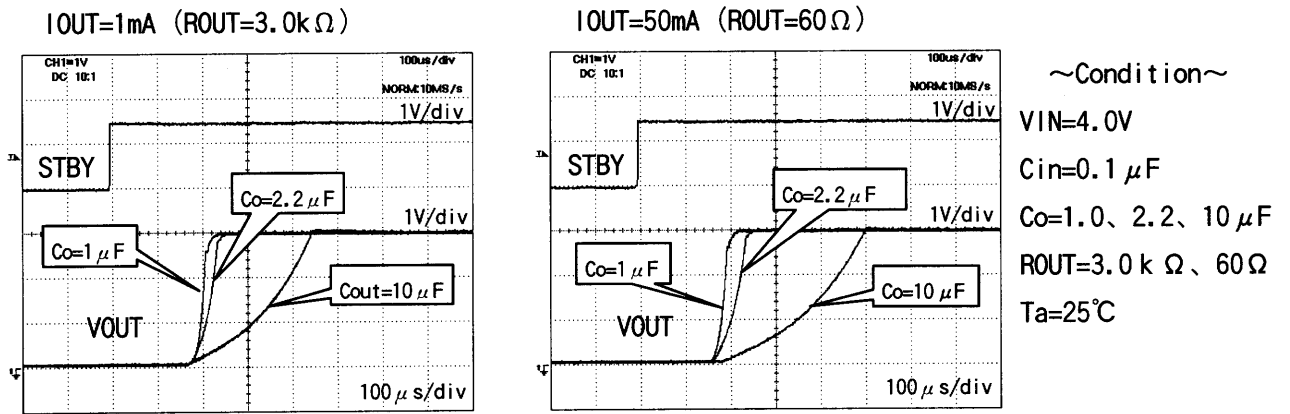 IOUT=1mA (ROUT=3.0kΩ)
CH1=1V
DC 10:1
100us/div
NORM:10MS/s
1V/div
STBY
Co=2.2μF
1V/div
Co=1μF
Cout=10μF
VOUT
100μs/div
IOUT=50mA (ROUT=60Ω)
CH1=1V
DC 10:1
100us/div
NORM:10MS/s
1V/div
STBY
Co=2.2μF
1V/div
Co=1μF
Co=10μF
VOUT
100μs/div
～Condition～
VIN=4.0V
Cin=0.1μF
Co=1.0、2.2、10μF
ROUT=3.0kΩ、60Ω
Ta=25℃